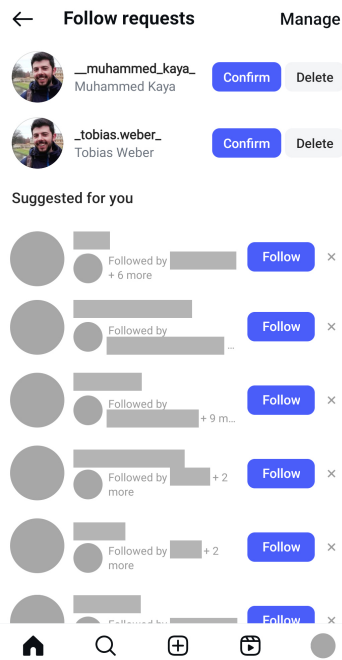 Follow requests Manage
__muhammed_kaya_ Confirm Delete
Muhammed Kaya
_tobias.weber_ Confirm Delete
Tobias Weber
Suggested for you
Followed by
+ 6 more
Follow ×
Followed by
...
Follow ×
Followed by
+ 9 m...
Follow ×
Followed by + 2
more
Follow ×
Followed by + 2
more
Follow ×
Followed by
Follow ×